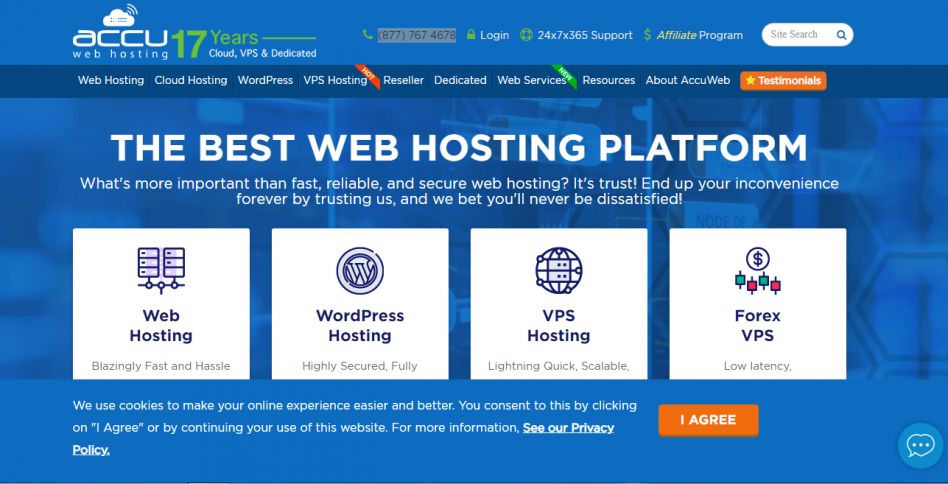 accu
web hosting
17 Years
Cloud, VPS & Dedicated
(877) 767 4678
Login
24x7x365 Support
$ Affiliate Program
Site Search
Web Hosting
Cloud Hosting
WordPress
VPS Hosting
HOT
Reseller
Dedicated
Web Services
NEW
Resources
About AccuWeb
Testimonials
THE BEST WEB HOSTING PLATFORM
What's more important than fast, reliable, and secure web hosting? It's trust! End up your inconvenience
forever by trusting us, and we bet you'll never be dissatisfied!
NODE 06
Web
Hosting
Blazingly Fast and Hassle
WordPress
Hosting
Highly Secured, Fully
VPS
Hosting
Lightning Quick, Scalable,
$
Forex
VPS
Low latency,
We use cookies to make your online experience easier and better. You consent to this by clicking
on "I Agree" or by continuing your use of this website. For more information, See our Privacy
Policy.
I AGREE